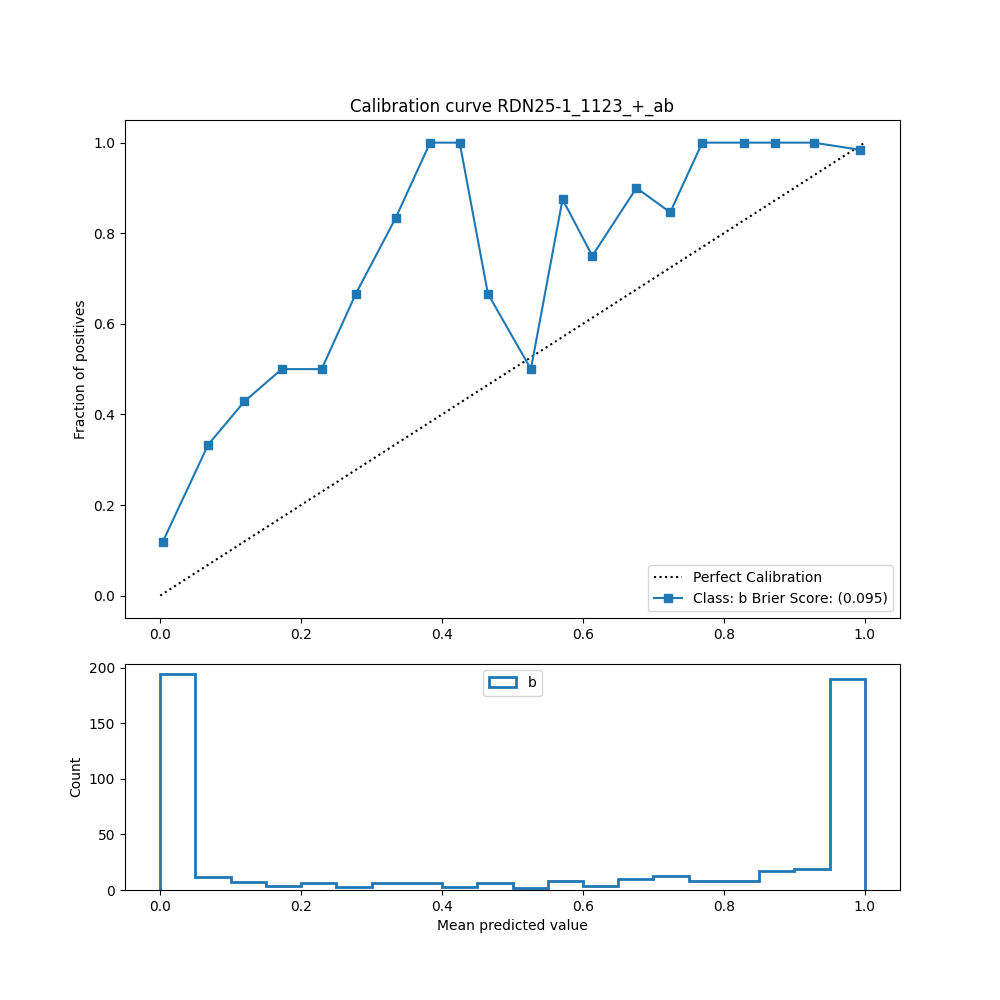 Calibration curve RDN25-1_1123_+_ab
1.0
0.8
0.6
0.4
0.2
0.0
Fraction of positives
Perfect Calibration
Class: b Brier Score: (0.095)
0.0 0.2 0.4 0.6 0.8 1.0
200
150
100
50
0
Count
b
0.0 0.2 0.4 0.6 0.8 1.0
Mean predicted value